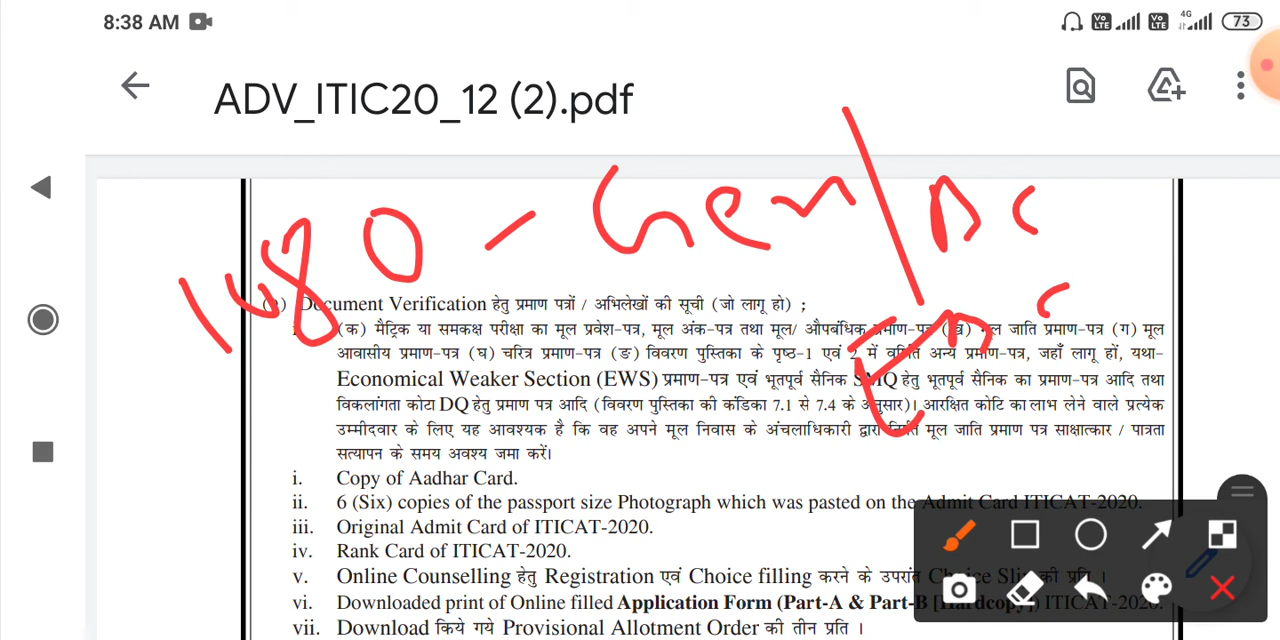 8:38 AM
Vo LTE
Vo LTE
4G
73
ADV_ITIC20_12 (2).pdf
1480 - Gen/BC
EBC
Document Verification हेतु प्रमाण पत्रों / अभिलेखों की सूची (जो लागू हो) ;
(क) मैट्रिक या समकक्ष परीक्षा का मूल प्रवेश-पत्र, मूल अंक-पत्र तथा मूल/ औपबंधिक प्रमाण-पत्र (ख) मूल जाति प्रमाण-पत्र (ग) मूल
आवासीय प्रमाण-पत्र (घ) चरित्र प्रमाण-पत्र (ङ) विवरण पुस्तिका के पृष्ठ-1 एवं 2 में वर्णित अन्य प्रमाण-पत्र, जहाँ लागू हों, यथा-
Economical Weaker Section (EWS) प्रमाण-पत्र एवं भूतपूर्व सैनिक SMQ हेतु भूतपूर्व सैनिक का प्रमाण-पत्र आदि तथा
विकलांगता कोटा DQ हेतु प्रमाण पत्र आदि (विवरण पुस्तिका की कंडिका 7.1 से 7.4 के अनुसार)। आरक्षित कोटि का लाभ लेने वाले प्रत्येक
उम्मीदवार के लिए यह आवश्यक है कि वह अपने मूल निवास के अंचलाधिकारी द्वारा निर्गत मूल जाति प्रमाण पत्र साक्षात्कार / पात्रता
सत्यापन के समय अवश्य जमा करें।
i. Copy of Aadhar Card.
ii. 6 (Six) copies of the passport size Photograph which was pasted on the Admit Card ITICAT-2020.
iii. Original Admit Card of ITICAT-2020.
iv. Rank Card of ITICAT-2020.
v. Online Counselling हेतु Registration एवं Choice filling करने के उपरांत Choice Slip की प्रति ।
vi. Downloaded print of Online filled Application Form (Part-A & Part-B [Hardcopy]) ITICAT-2020.
vii. Download किये गये Provisional Allotment Order की तीन प्रति ।